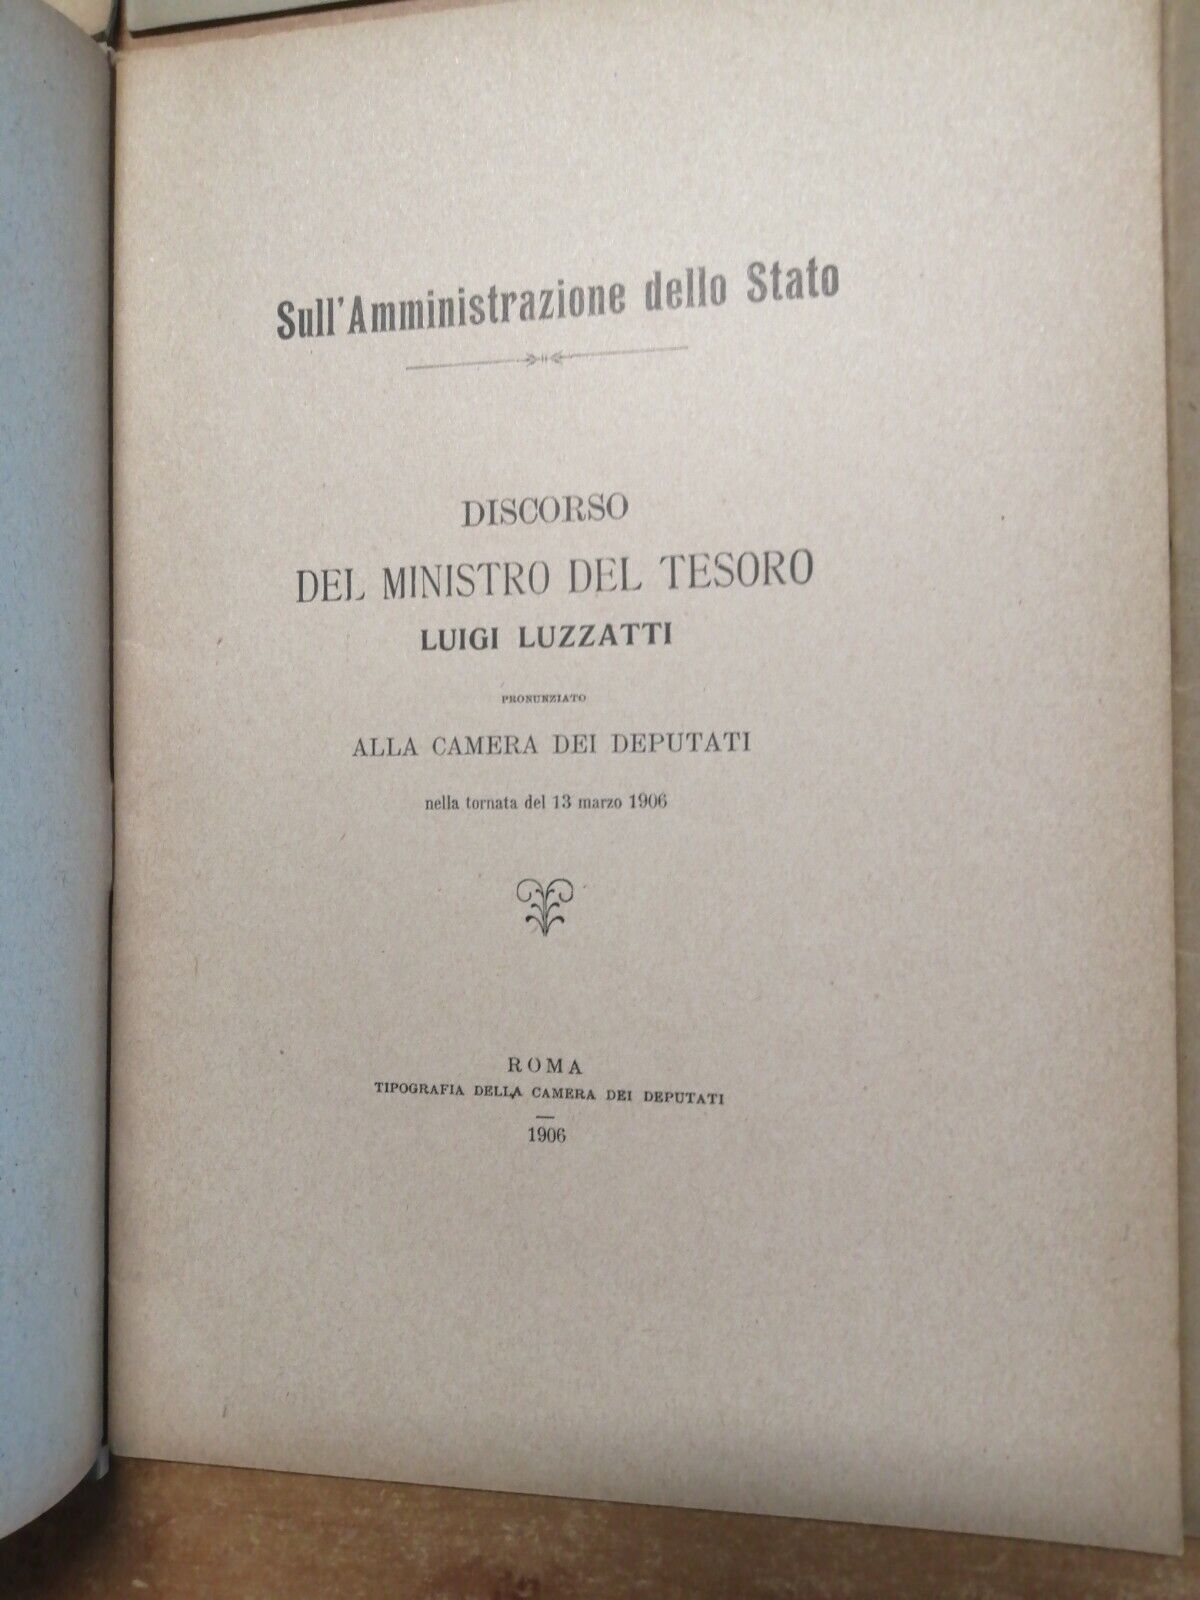 Sull'Amministrazione dello Stato
DISCORSO
DEL MINISTRO DEL TESORO
LUIGI LUZZATTI
PRONUNZIATO
ALLA CAMERA DEI DEPUTATI
nella tornata del 13 marzo 1906
ROMA
TIPOGRAFIA DELLA CAMERA DEI DEPUTATI
1906